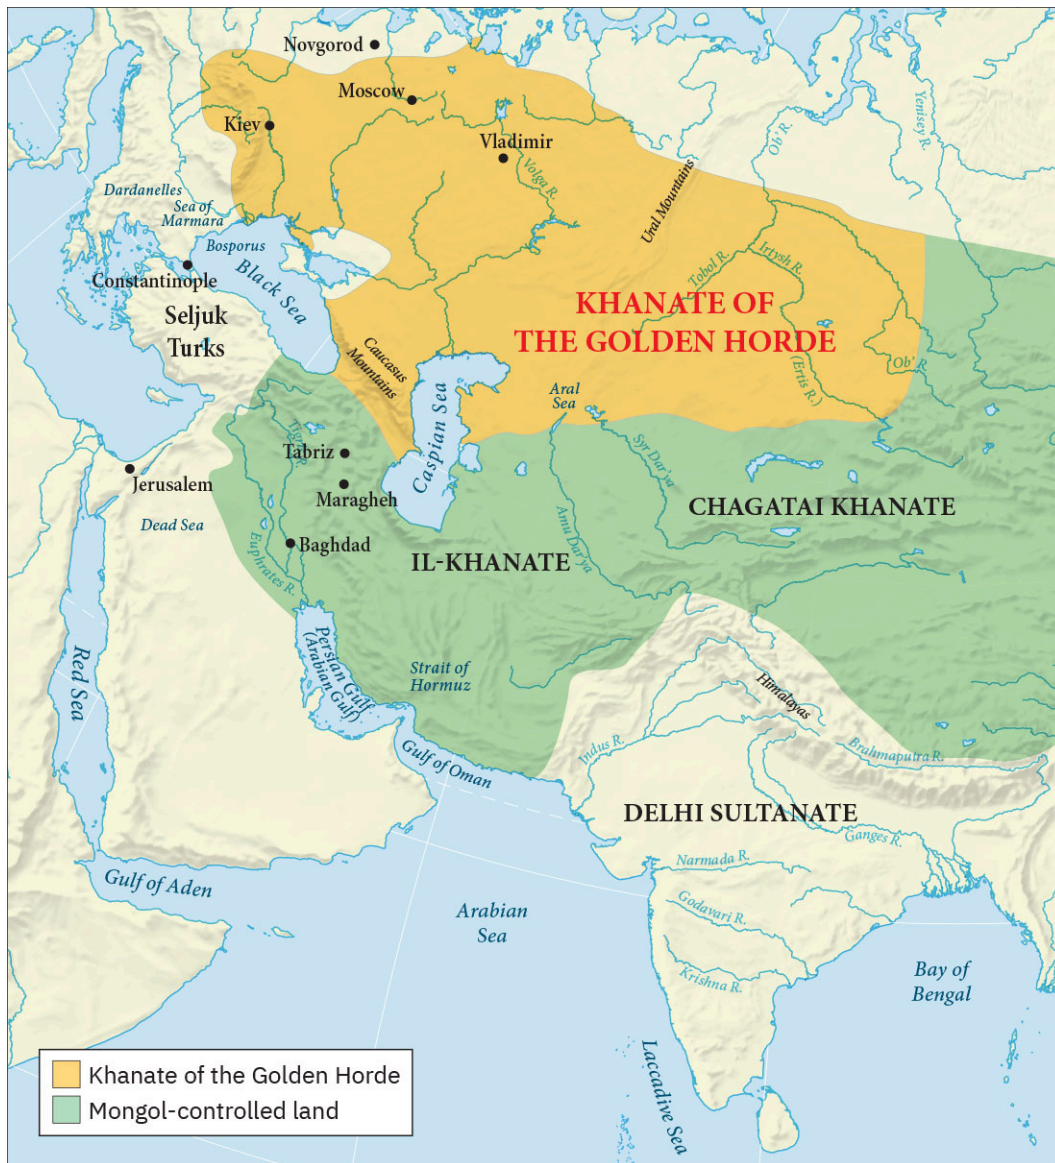 Novgorod
Moscow
Kiev
Vladimir
Volga R.
Ural Mountains
Ob' R.
Yenisey R.
Dardanelles
Sea of
Marmara
Bosporus
Constantinople
Black Sea
Seljuk
Turks
Tobol R.
Irtysh R.
KHANATE OF
THE GOLDEN HORDE
(Ertis R.)
Ob' R.
Caucasus
Mountains
Caspian Sea
Aral
Sea
Tigris R.
Tabriz
Maragheh
Jerusalem
Dead Sea
Syr Dar'ya
Amu Dar'ya
CHAGATAI KHANATE
Baghdad
Euphrates R.
IL-KHANATE
Red Sea
Persian Gulf
(Arabian Gulf)
Strait of
Hormuz
Himalayas
Gulf of Oman
Indus R.
Brahmaputra R.
DELHI SULTANATE
Ganges R.
Narmada R.
Gulf of Aden
Arabian
Sea
Godavari R.
Krishna R.
Bay of
Bengal
Laccadive Sea
Khanate of the Golden Horde
Mongol-controlled land